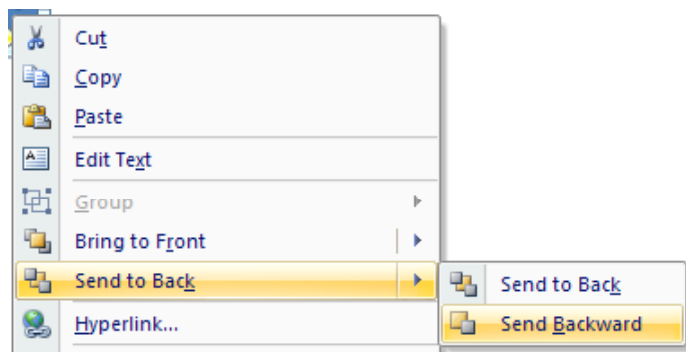 Cut
Copy
Paste
Edit Text
Group
Bring to Front
Send to Back
Send to Back
Hyperlink...
Send Backward